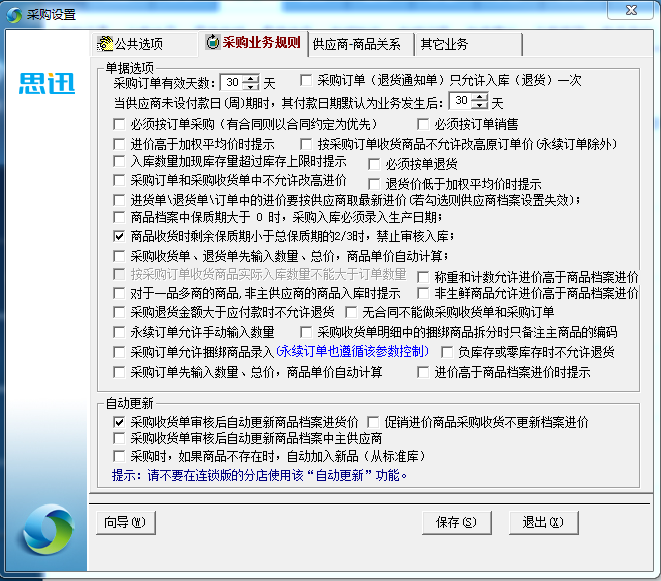 采购设置
思迅
公共选项 采购业务规则 供应商-商品关系 其它业务
单据选项
采购订单有效天数: 30 天 采购订单（退货通知单）只允许入库（退货）一次
当供应商未设付款日(周)期时，其付款日期默认为业务发生后: 30 天
必须按订单采购（有合同则以合同约定为优先） 必须按订单销售
进价高于加权平均价时提示 按采购订单收货商品不允许改高原订单价(永续订单除外)
入库数量加现库存量超过库存上限时提示 必须按单退货
采购订单和采购收货单中不允许改高进价 退货价低于加权平均价时提示
进货单\退货单\订单中的进价要按供应商取最新进价(若勾选则供应商档案设置失效);
商品档案中保质期大于 0 时，采购入库必须录入生产日期;
商品收货时剩余保质期小于总保质期的2/3时，禁止审核入库;
采购收货单、退货单先输入数量、总价，商品单价自动计算;
按采购订单收货商品实际入库数量不能大于订单数量 称重和计数允许进价高于商品档案进价
对于一品多商的商品,非主供应商的商品入库时提示 非生鲜商品允许进价高于商品档案进价
采购退货金额大于应付款时不允许退货 无合同不能做采购收货单和采购订单
永续订单允许手动输入数量 采购收货单明细中的捆绑商品拆分时只备注主商品的编码
采购订单允许捆绑商品录入(永续订单也遵循该参数控制) 负库存或零库存时不允许退货
采购订单先输入数量、总价，商品单价自动计算 进价高于商品档案进价时提示
自动更新
采购收货单审核后自动更新商品档案进货价 促销进价商品采购收货不更新档案进价
采购收货单审核后自动更新商品档案中主供应商
采购时，如果商品不存在时，自动加入新品（从标准库）
提示：请不要在连锁版的分店使用该“自动更新”功能。
向导(W) 保存(S) 退出(X)